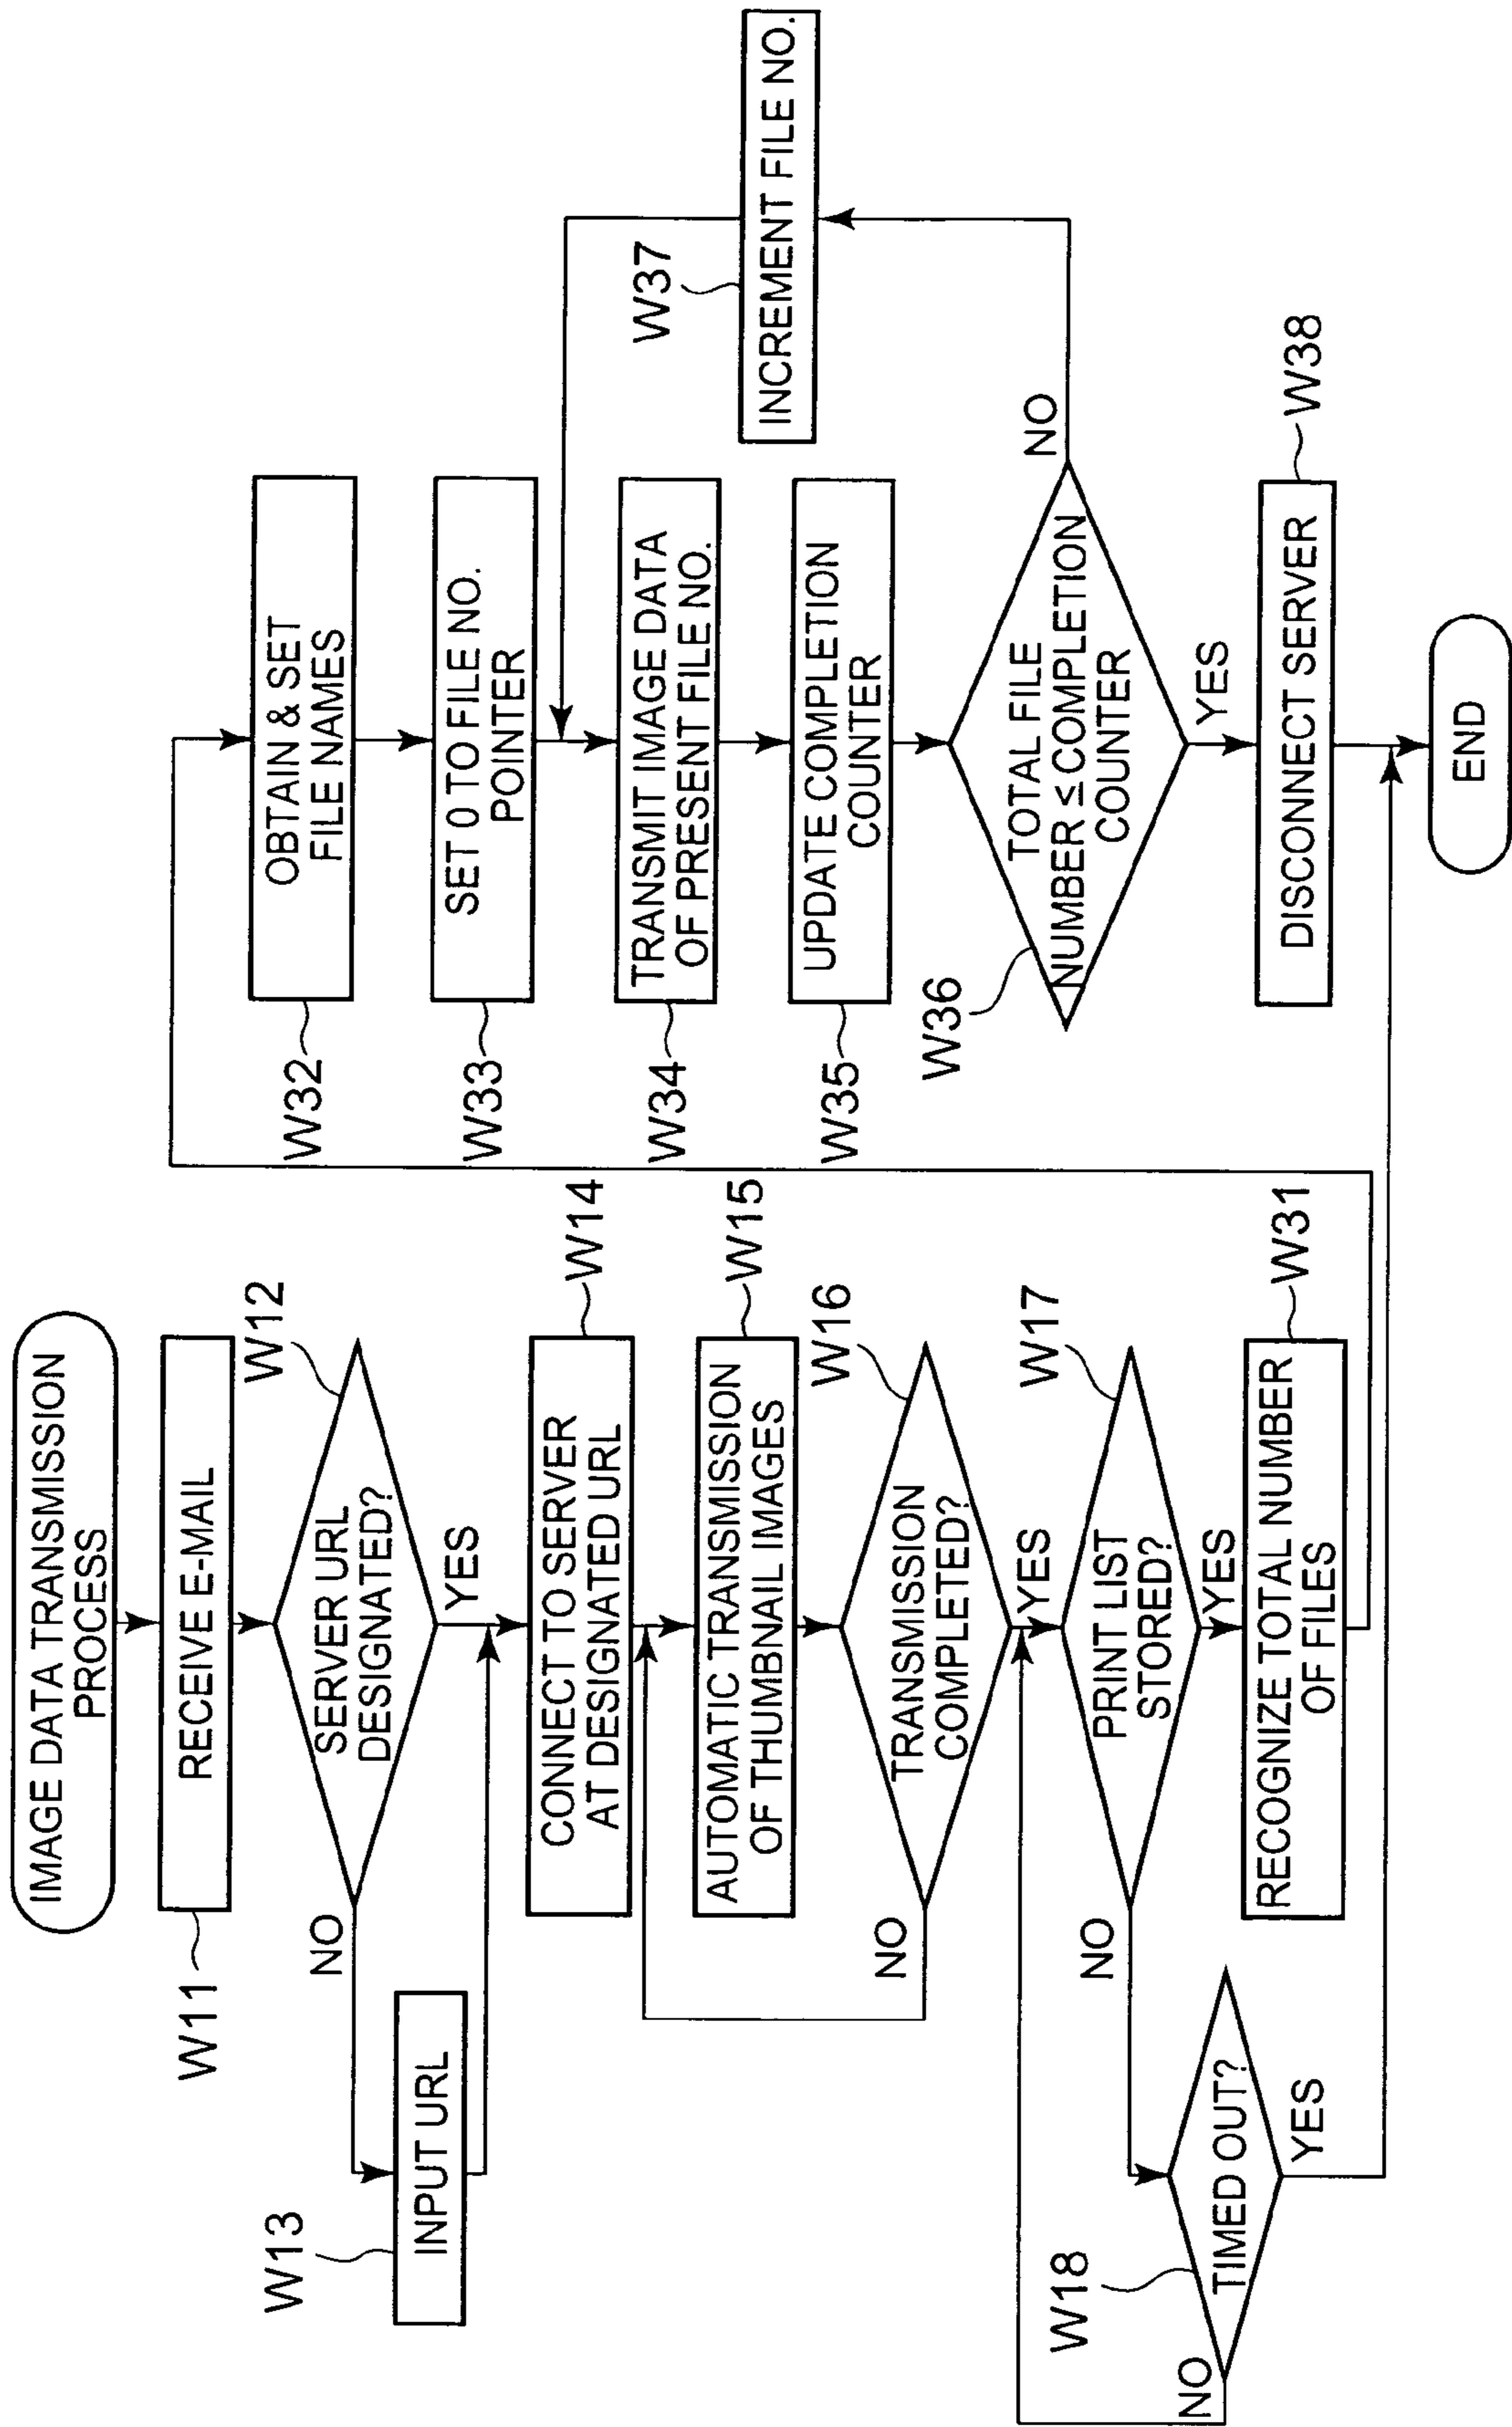 IMAGE DATA TRANSMISSION
PROCESS
W11
RECEIVE E-MAIL
W12
SERVER URL
DESIGNATED?
NO
YES
W13
INPUT URL
W14
CONNECT TO SERVER
AT DESIGNATED URL
W15
AUTOMATIC TRANSMISSION
OF THUMBNAIL IMAGES
W16
TRANSMISSION
COMPLETED?
NO
YES
W17
PRINT LIST
STORED?
NO
YES
W18
TIMED OUT?
NO
YES
W31
RECOGNIZE TOTAL NUMBER
OF FILES
W32
OBTAIN & SET
FILE NAMES
W33
SET 0 TO FILE NO.
POINTER
W34
TRANSMIT IMAGE DATA
OF PRESENT FILE NO.
W35
UPDATE COMPLETION
COUNTER
W36
TOTAL FILE
NUMBER ≤ COMPLETION
COUNTER
NO
YES
W37
INCREMENT FILE NO.
W38
DISCONNECT SERVER
END